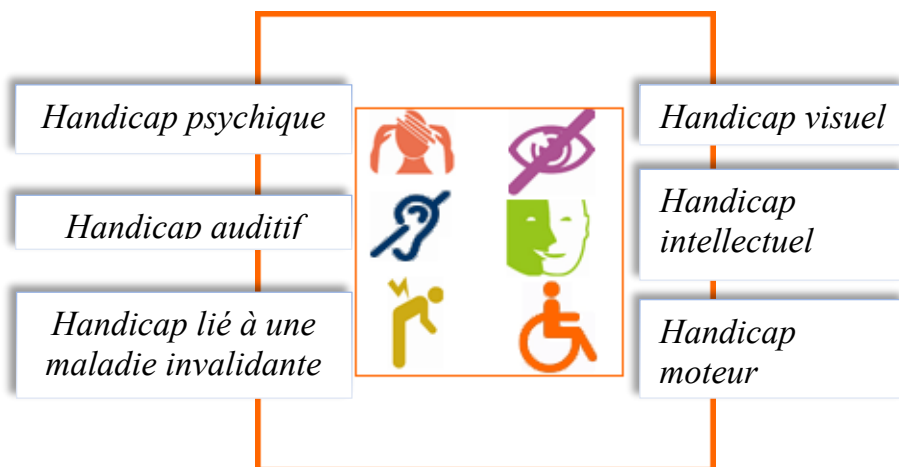 Handicap psychique
Handicap auditif
Handicap lié à une
maladie invalidante
Handicap visuel
Handicap
intellectuel
Handicap
moteur